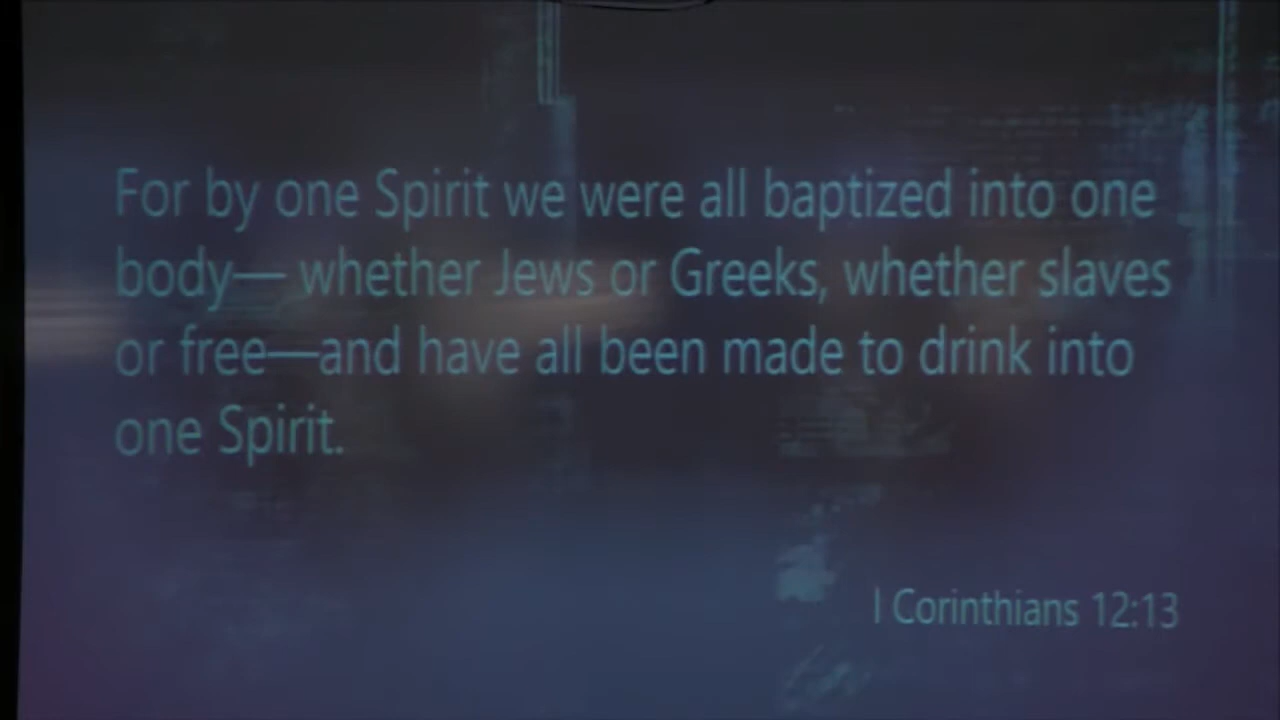 For by one Spirit we were all baptized into one
body— whether Jews or Greeks, whether slaves
or free—and have all been made to drink into
one Spirit.
I Corinthians 12:13